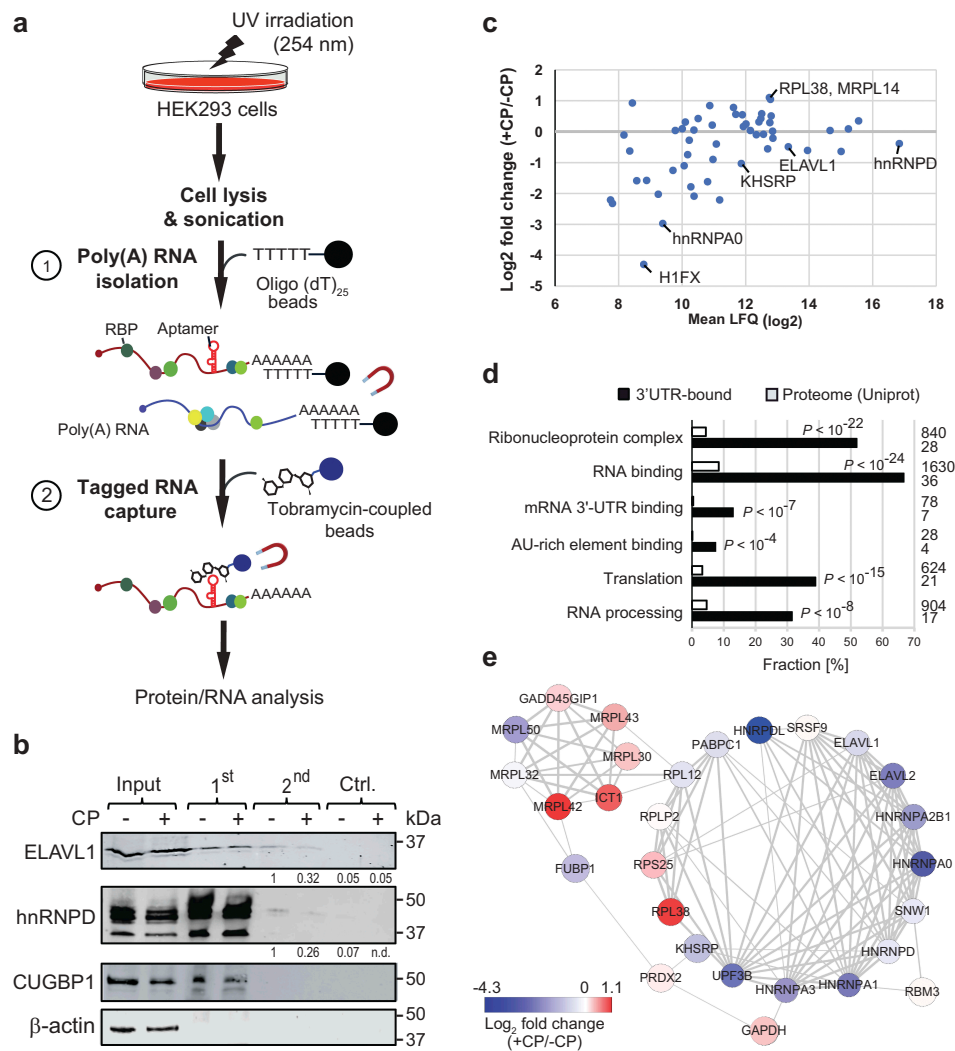 a
UV irradiation
(254 nm)
HEK293 cells
Cell lysis
& sonication
1
Poly(A) RNA
isolation
TTTTT
Oligo (dT)25
beads
RBP
Aptamer
AAAAAA
TTTTT
AAAAAA
TTTTT
Poly(A) RNA
2
Tagged RNA
capture
Tobramycin-coupled
beads
AAAAAA
Protein/RNA analysis
b
Input 1st 2nd Ctrl.
CP - + - + - + - + kDa
ELAVL1
37
1 0.32 0.05 0.05
hnRNPD
50
37
1 0.26 0.07 n.d.
CUGBP1
50
β-actin
50
37
c
Log2 fold change (+CP/-CP)
2
1
0
-1
-2
-3
-4
-5
RPL38, MRPL14
ELAVL1
hnRNPD
KHSRP
hnRNPA0
H1FX
6 8 10 12 14 16 18
Mean LFQ (log2)
d
3'UTR-bound Proteome (Uniprot)
Ribonucleoprotein complex P < 10-22 840
28
RNA binding P < 10-24 1630
36
mRNA 3'-UTR binding P < 10-7 78
7
AU-rich element binding P < 10-4 28
4
Translation P < 10-15 624
21
RNA processing P < 10-8 904
17
0 10 20 30 40 50 60 70
Fraction [%]
e
GADD45GIP1
MRPL43
MRPL50
MRPL30
MRPL32
ICT1
MRPL42
FUBP1
RPL12
PABPC1
HNRPDL
SRSF9
ELAVL1
ELAVL2
HNRNPA2B1
HNRNPA0
SNW1
HNRNPD
RBM3
HNRNPA1
HNRNPA3
UPF3B
KHSRP
RPL38
RPS25
RPLP2
PRDX2
GAPDH
-4.3 0 1.1
Log2 fold change
(+CP/-CP)